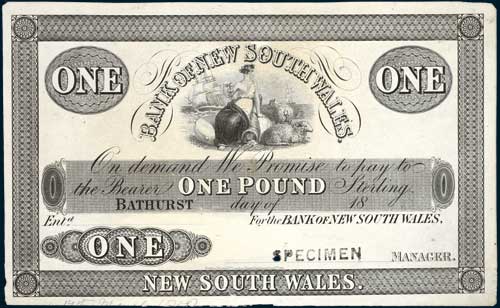 ONE ONE
BANK OF NEW SOUTH WALES.
On demand We Promise to pay to
the Bearer ONE POUND Sterling.
BATHURST day of 18
Entd. For the BANK OF NEW SOUTH WALES.
ONE SPECIMEN MANAGER.
NEW SOUTH WALES.